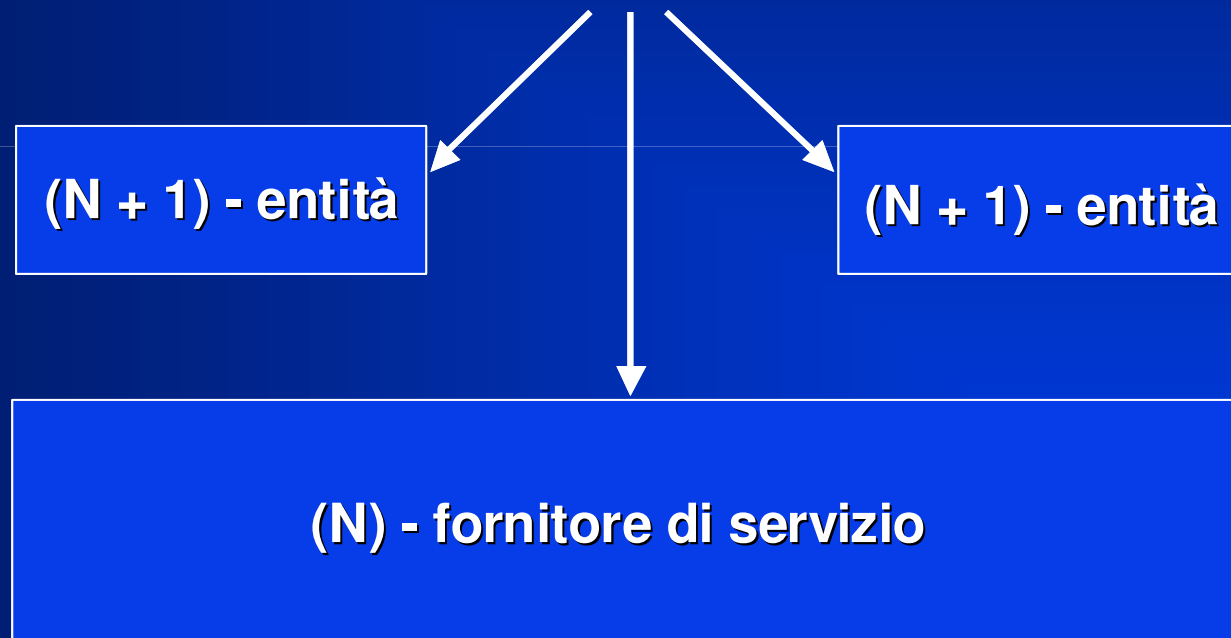 (N + 1) - entità
(N + 1) - entità
(N) - fornitore di servizio